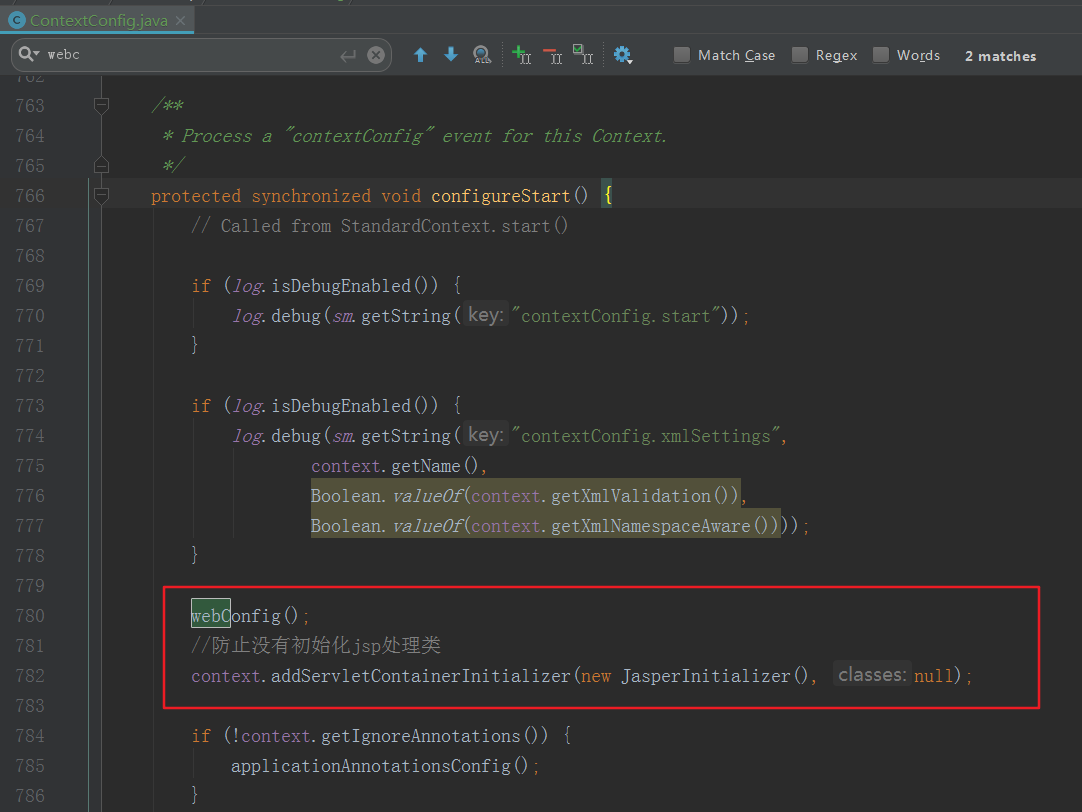 ContextConfig.java
webc
Match Case
Regex
Words
2 matches
762
763 /**
764 * Process a "contextConfig" event for this Context.
765 */
766 protected synchronized void configureStart() {
767 // Called from StandardContext.start()
768
769 if (log.isDebugEnabled()) {
770 log.debug(sm.getString( key: "contextConfig.start"));
771 }
772
773 if (log.isDebugEnabled()) {
774 log.debug(sm.getString( key: "contextConfig.xmlSettings",
775 context.getName(),
776 Boolean.valueOf(context.getXmlValidation()),
777 Boolean.valueOf(context.getXmlNamespaceAware())));
778 }
779
780 webConfig();
781 //防止没有初始化jsp处理类
782 context.addServletContainerInitializer(new JasperInitializer(), classes: null);
783
784 if (!context.getIgnoreAnnotations()) {
785 applicationAnnotationsConfig();
786 }